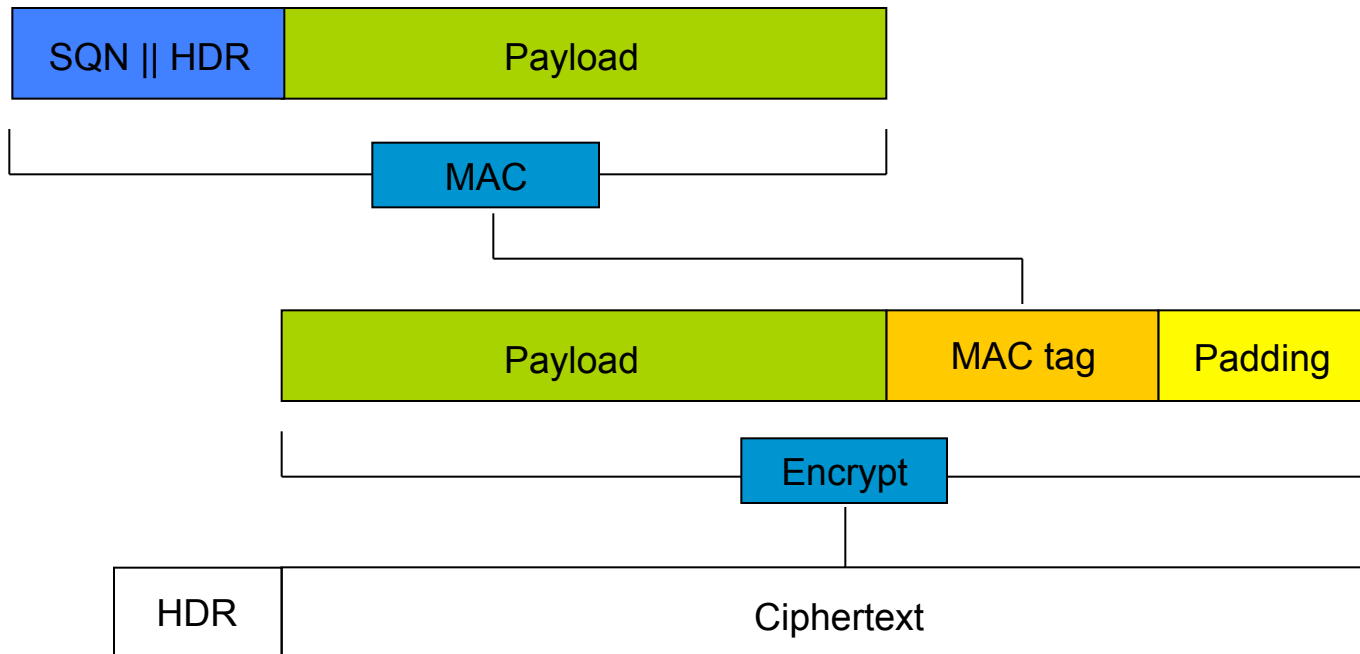 SQN || HDR
Payload
MAC
Payload
MAC tag
Padding
Encrypt
HDR
Ciphertext